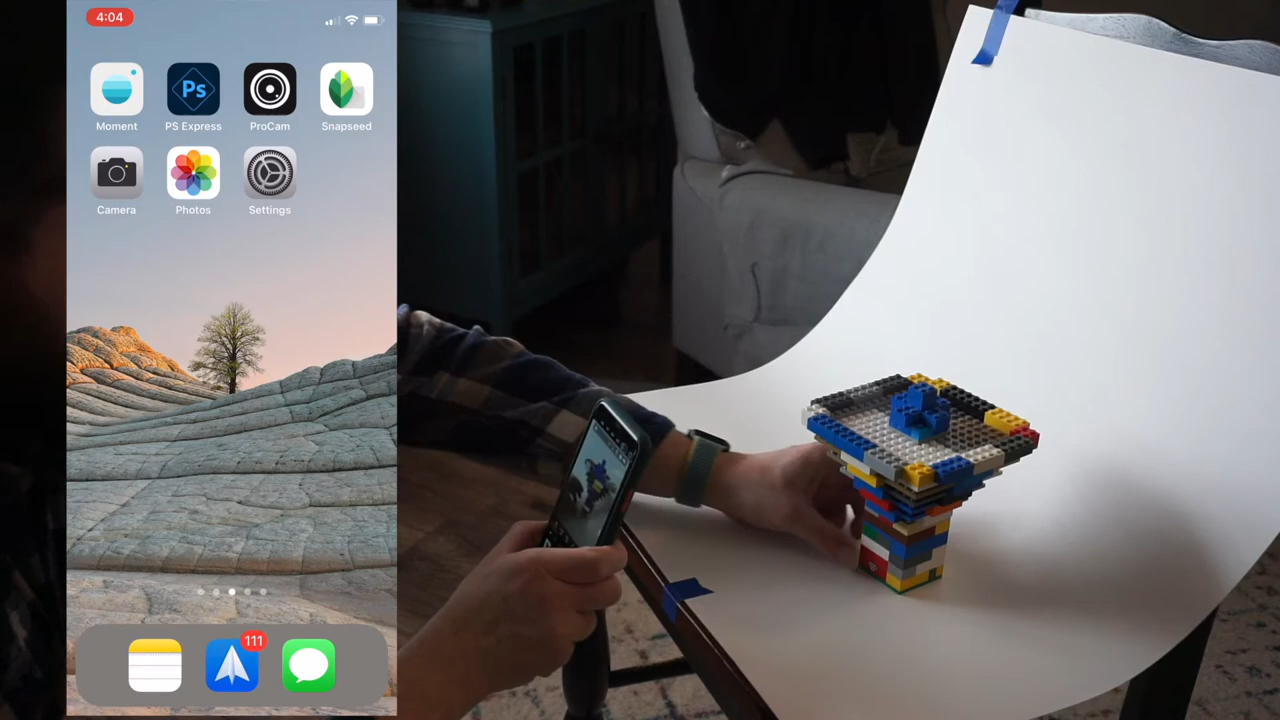 4:04
Moment
PS Express
ProCam
Snapseed
Ps
Camera
Photos
Settings
111